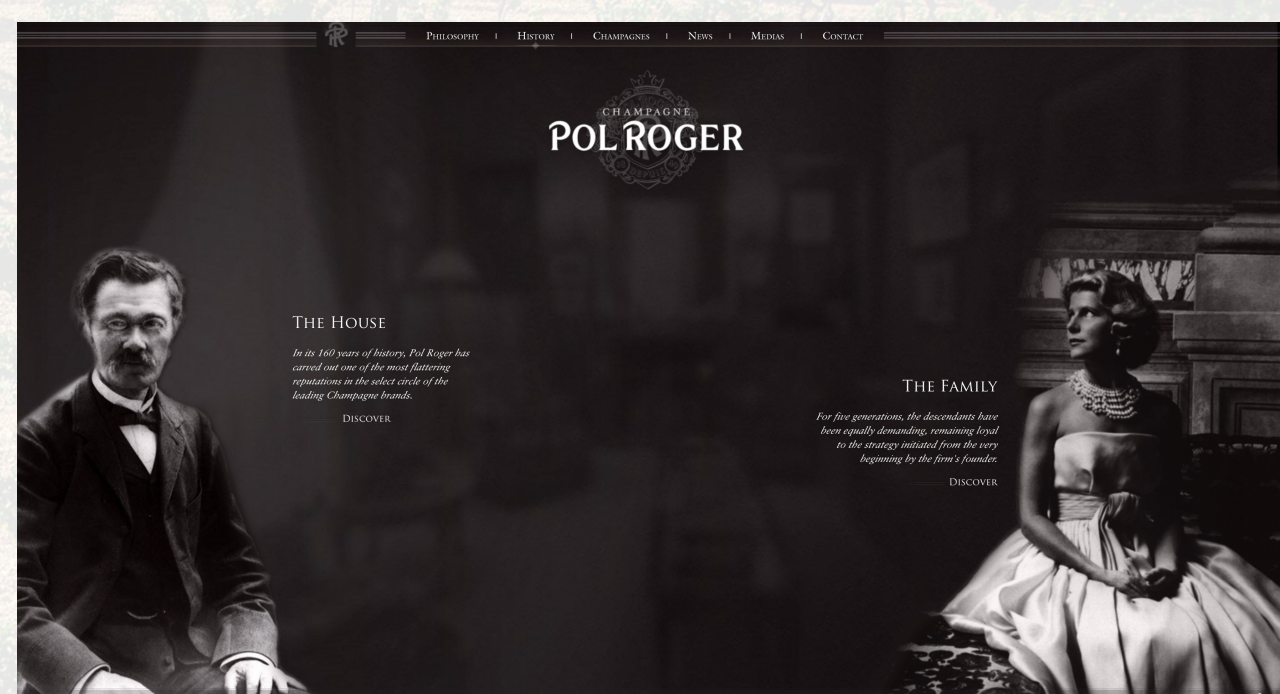 Philosophy
History
Champagnes
News
Medias
Contact
CHAMPAGNE
POL ROGER
DEPUIS
The House
In its 160 years of history, Pol Roger has
carved out one of the most flattering
reputations in the select circle of the
leading Champagne brands.
Discover
The Family
For five generations, the descendants have
been equally demanding, remaining loyal
to the strategy initiated from the very
beginning by the firm's founder.
Discover